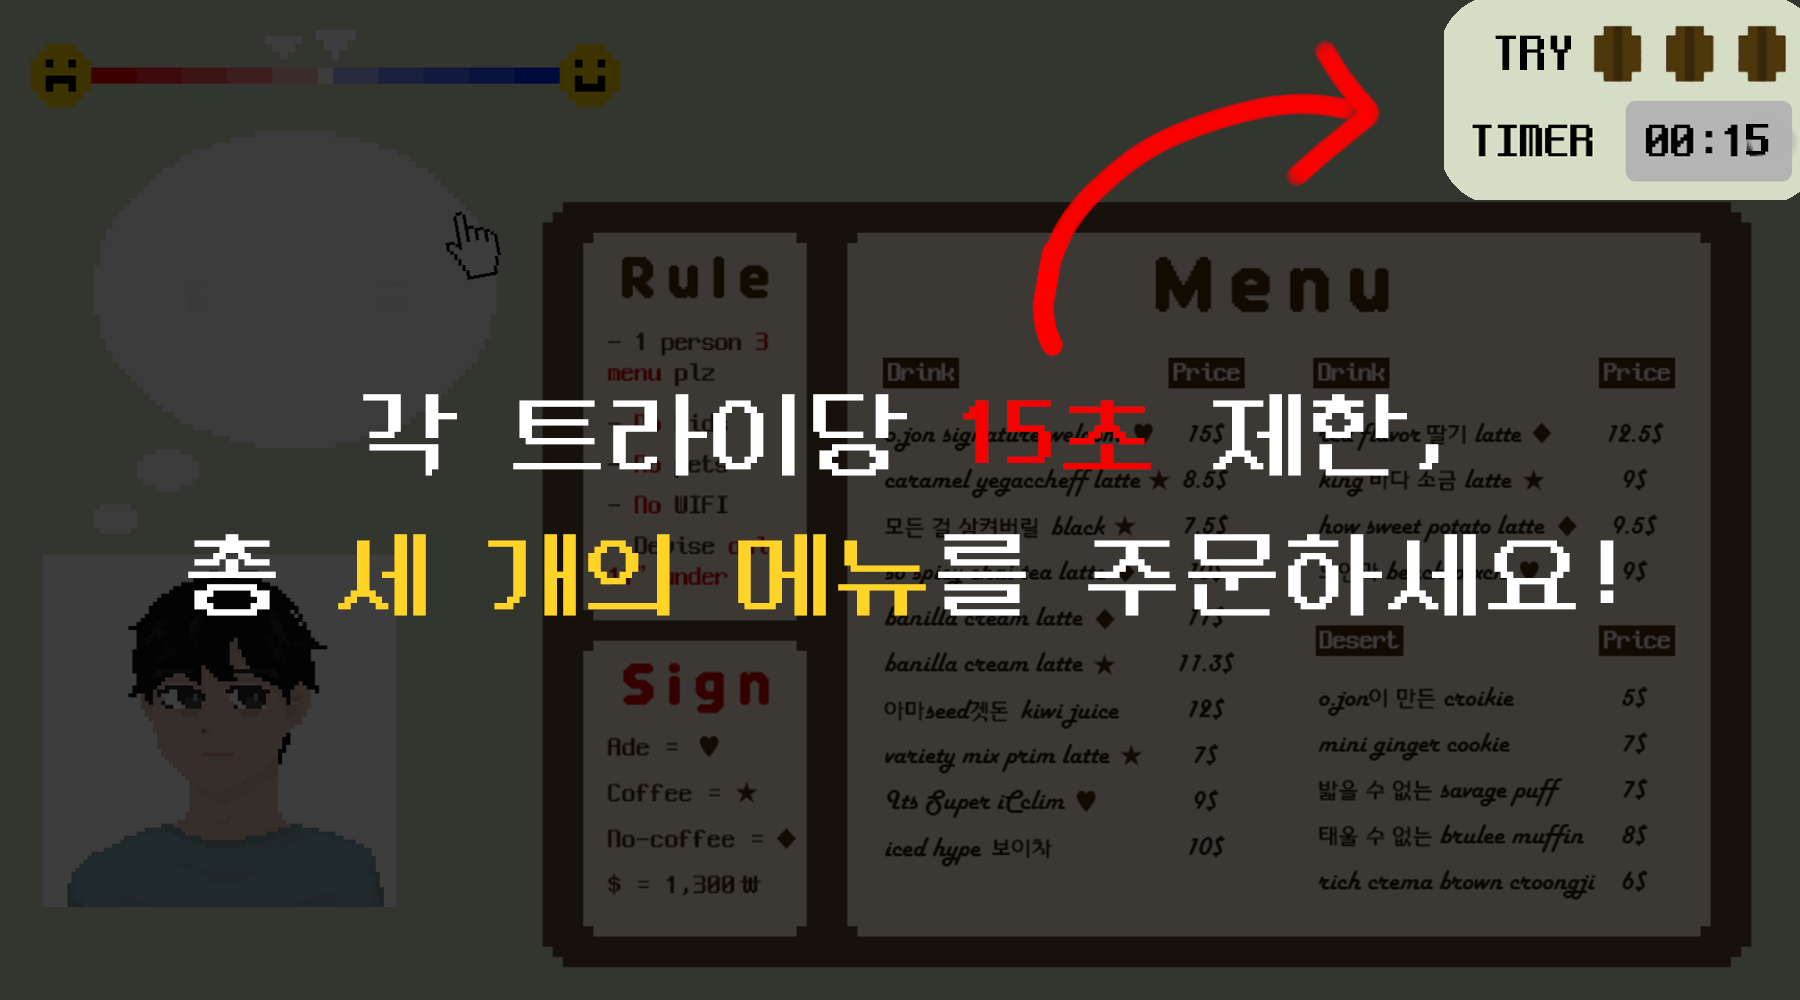 TRY
TIMER 00:15
각 트라이당 15초 제한,
총 세 개의 메뉴를 주문하세요!
Rule
- 1 person 3
menu plz
- No
- No pets
- No WIFI
under
Sign
Ade = ♥
Coffee = ★
No-coffee = ◆
$ = 1,300₩
Menu
Drink Price
o.jon signature welcom ♥ 15$
caramel yegaccheff latte ★ 8.5$
모든 걸 삼켜버릴 black ★ 7.5$
so spicy chai tea latte
banilla cream latte ◆ 11$
banilla cream latte ★ 11.3$
아마seed겟돈 kiwi juice 12$
variety mix prim latte ★ 7$
Its Super iCclim ♥ 9$
iced hype 보이차 10$
Drink Price
flavor 딸기 latte ◆ 12.5$
king 바다 소금 latte ★ 9$
how sweet potato latte ◆ 9.5$
♥ 9$
Desert Price
o.jon이 만든 croikie 5$
mini ginger cookie 7$
밟을 수 없는 savage puff 7$
태울 수 없는 brulee muffin 8$
rich crema brown croongji 6$